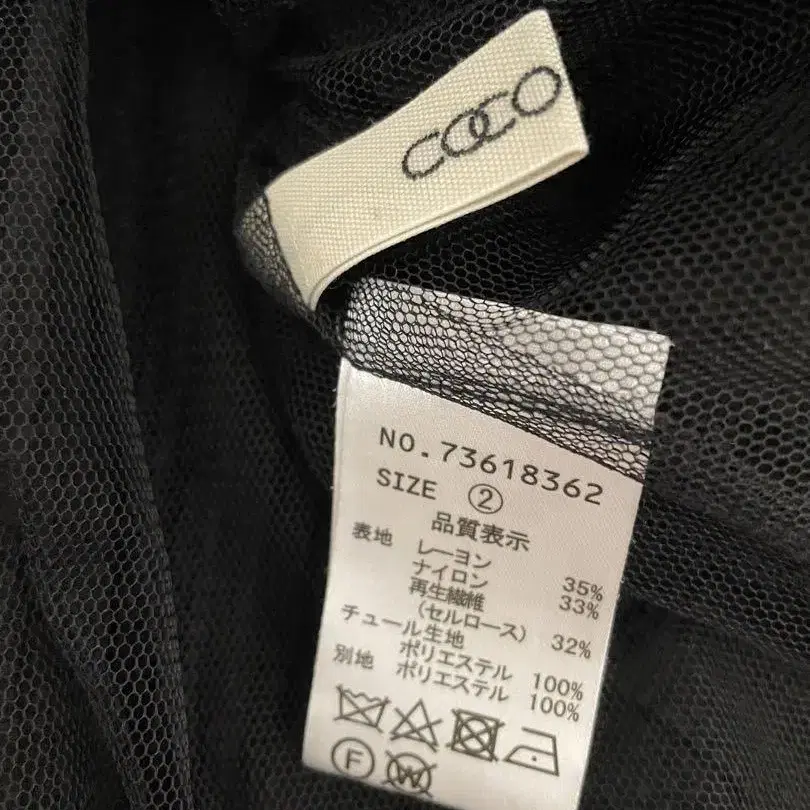 COCO
NO.73618362
SIZE ②
品質表示
表地 レーヨン 35%
ナイロン 33%
再生繊維
(セルロース) 32%
チュール生地
ポリエステル 100%
別地 ポリエステル 100%
F
W